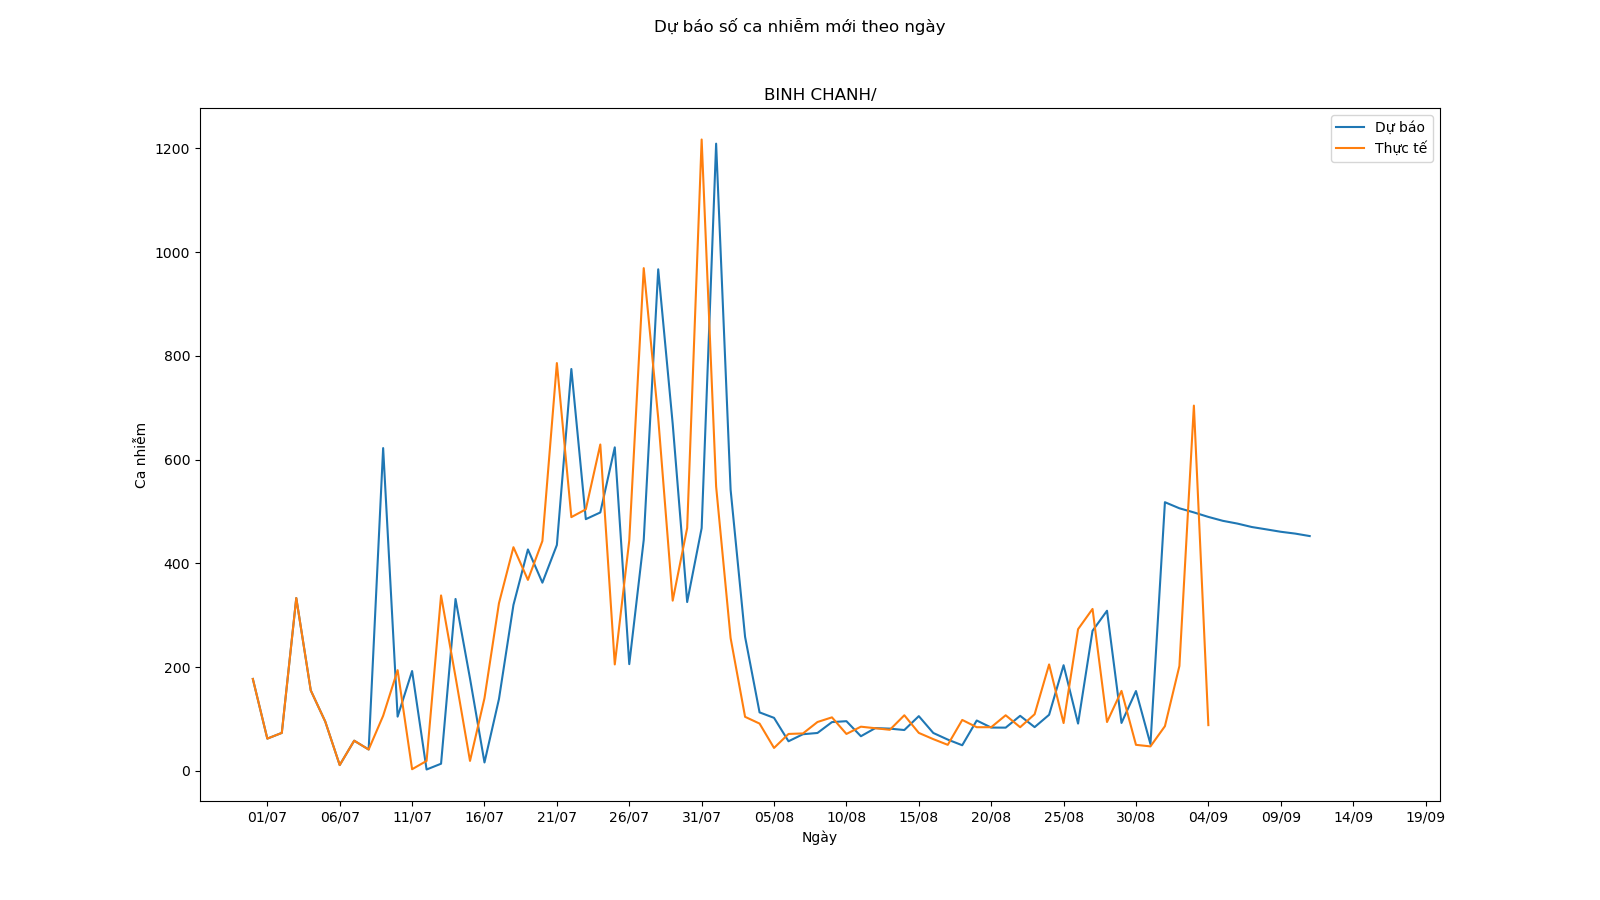 Dự báo số ca nhiễm mới theo ngày
BINH CHANH/
Dự báo
Thực tế
1200
1000
800
600
400
200
0
Ca nhiễm
01/07 06/07 11/07 16/07 21/07 26/07 31/07 05/08 10/08 15/08 20/08 25/08 30/08 04/09 09/09 14/09 19/09
Ngày